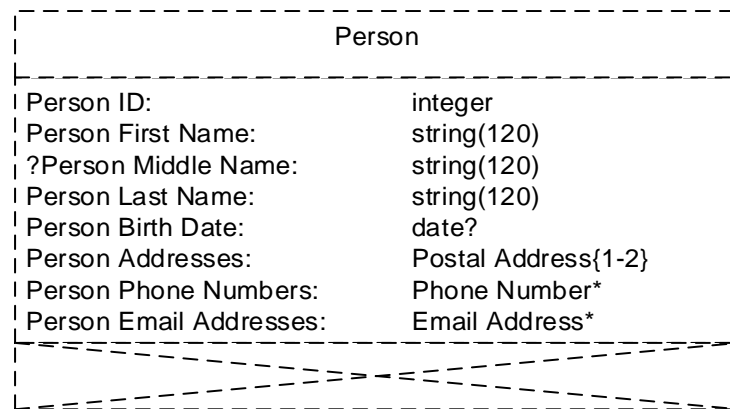 Person
Person ID: integer
Person First Name: string(120)
?Person Middle Name: string(120)
Person Last Name: string(120)
Person Birth Date: date?
Person Addresses: Postal Address{1-2}
Person Phone Numbers: Phone Number*
Person Email Addresses: Email Address*